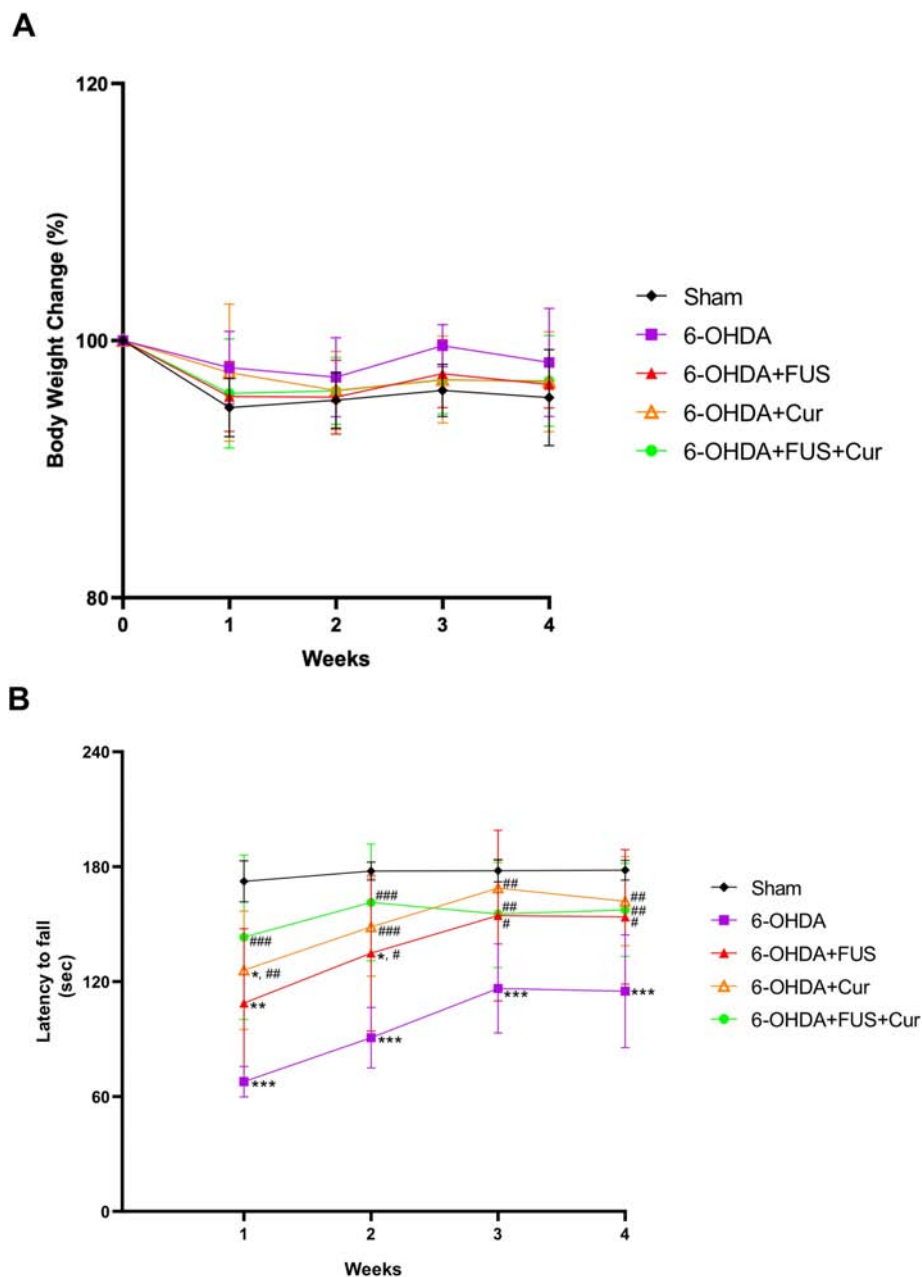 A
120
100
80
Body Weight Change (%)
0 1 2 3 4
Weeks
Sham
6-OHDA
6-OHDA+FUS
6-OHDA+Cur
6-OHDA+FUS+Cur
B
240
180
120
60
0
Latency to fall
(sec)
###
*, ##
**
***
###
###
*, #
***
##
##
#
***
##
##
#
***
1 2 3 4
Weeks
Sham
6-OHDA
6-OHDA+FUS
6-OHDA+Cur
6-OHDA+FUS+Cur